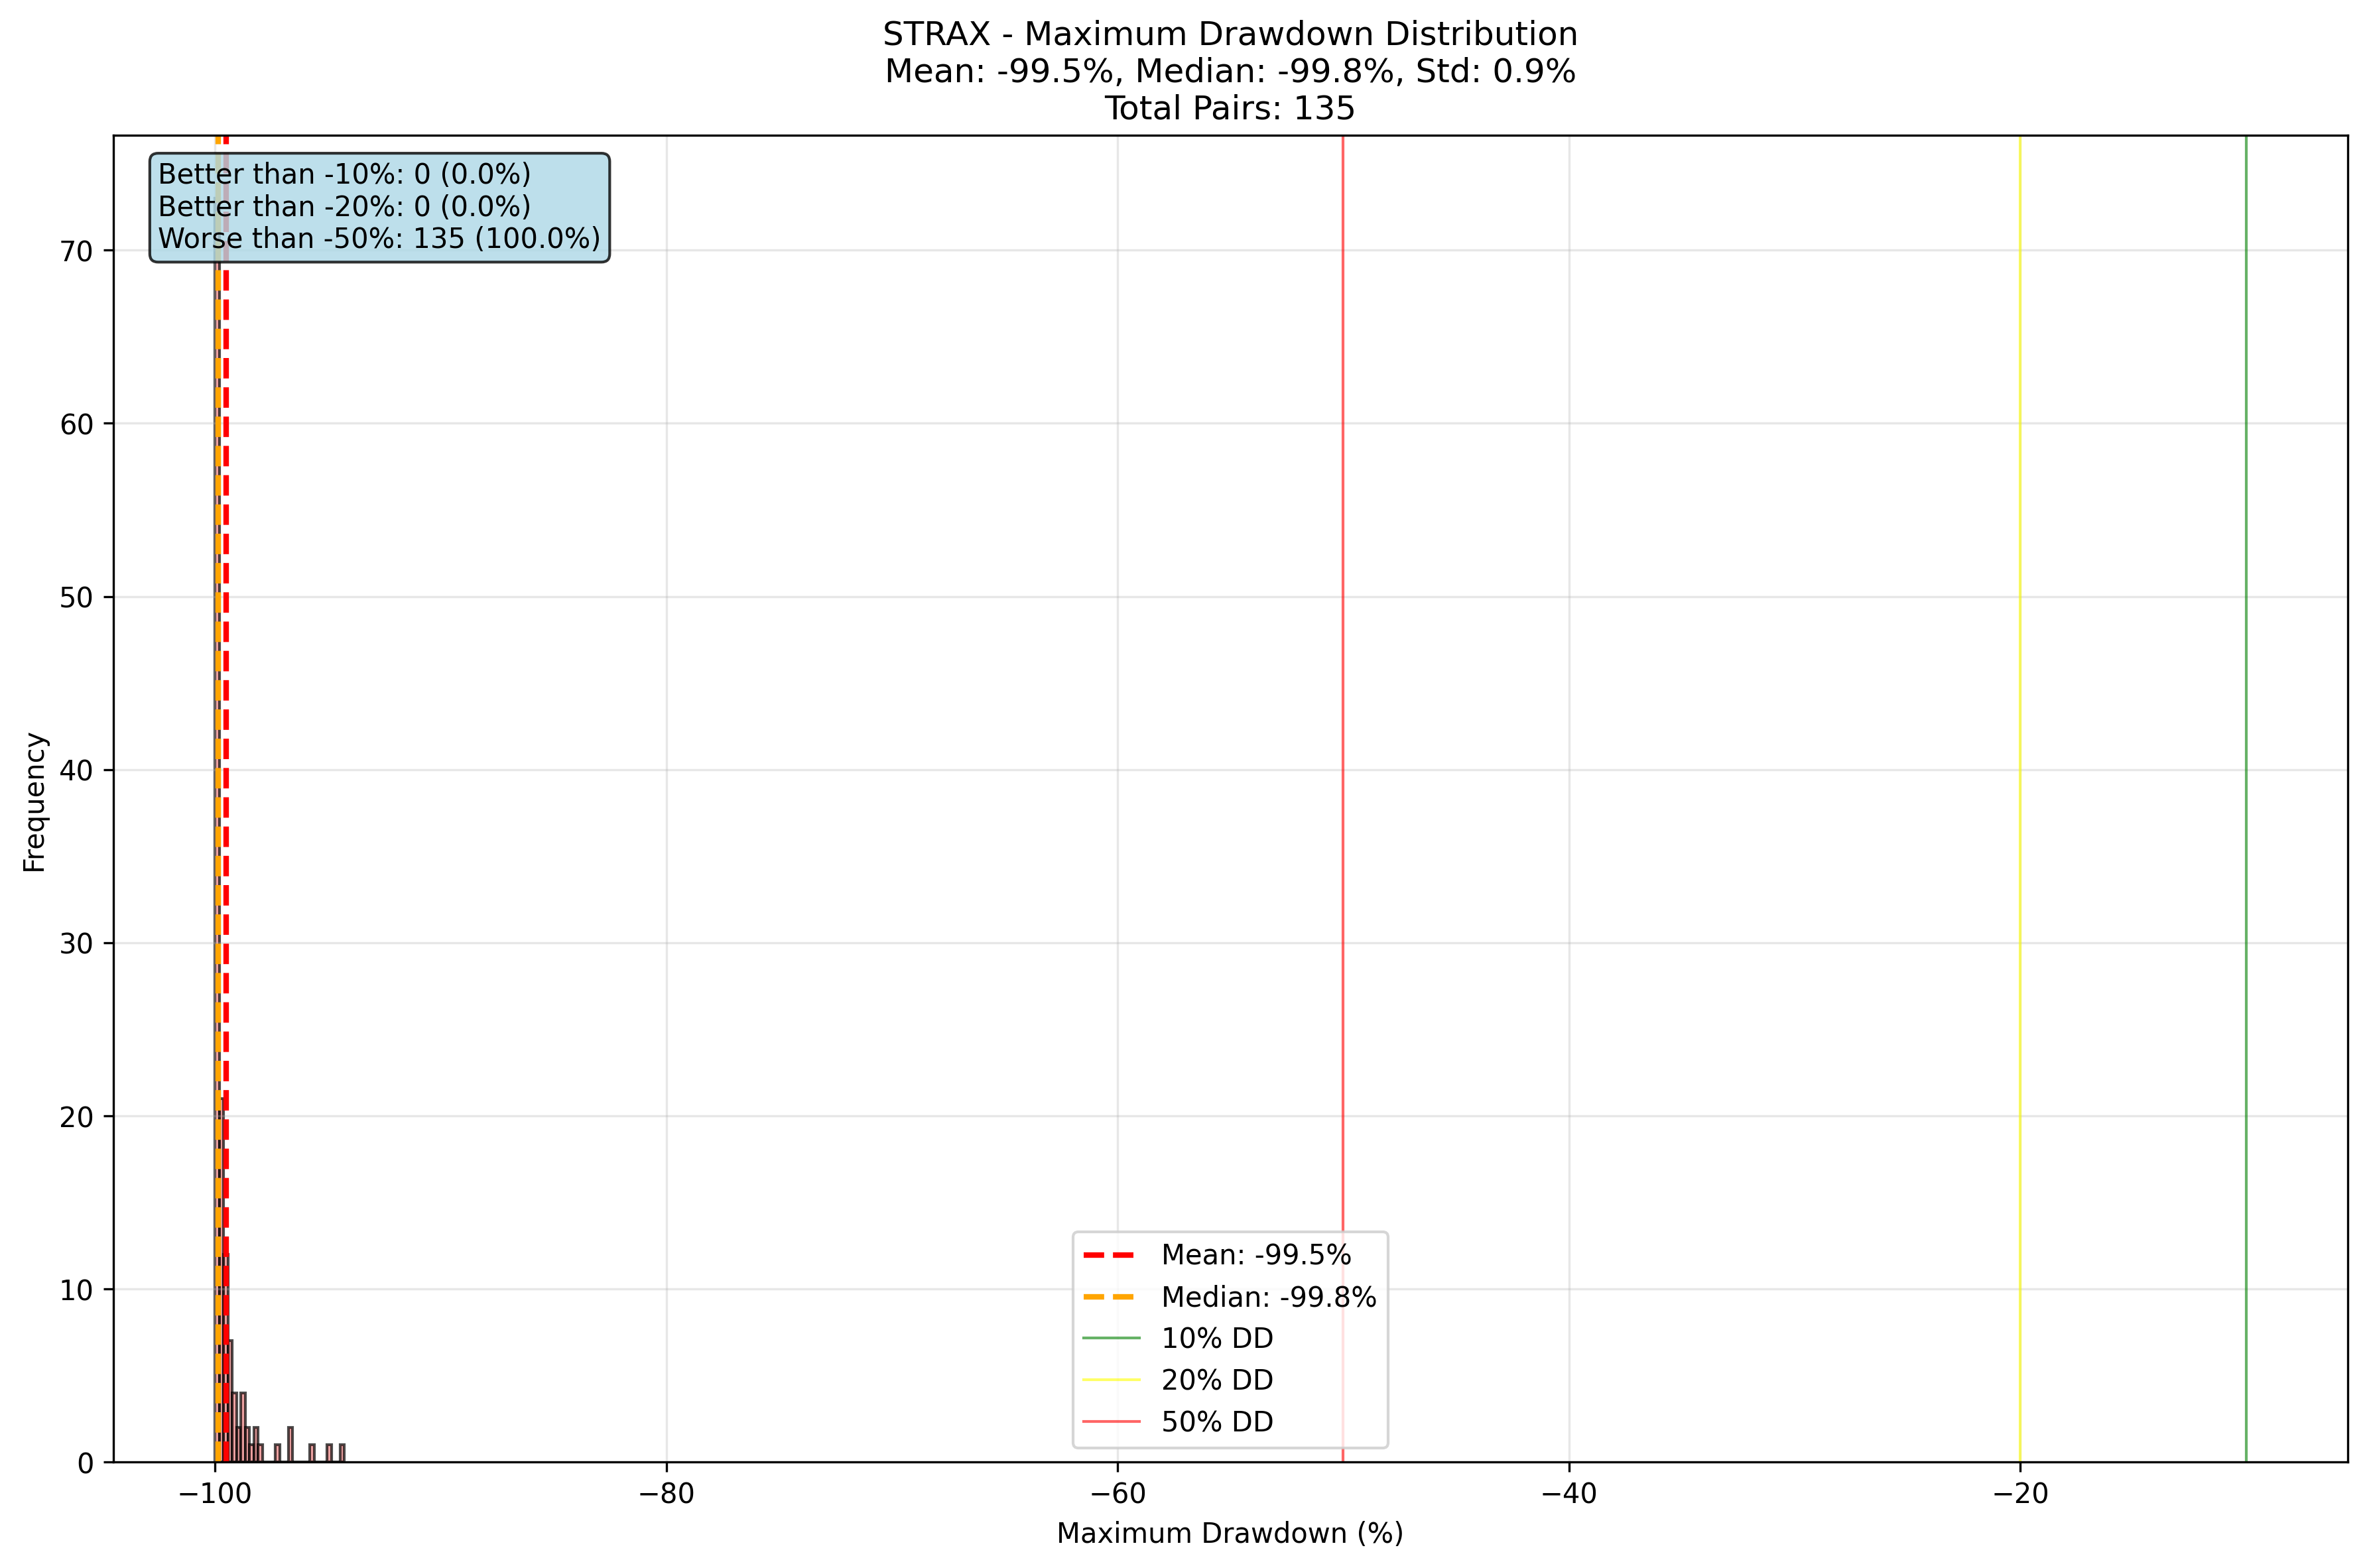 STRAX - Maximum Drawdown Distribution
Mean: -99.5%, Median: -99.8%, Std: 0.9%
Total Pairs: 135
Better than -10%: 0 (0.0%)
Better than -20%: 0 (0.0%)
Worse than -50%: 135 (100.0%)
70
60
50
40
30
20
10
0
Frequency
Mean: -99.5%
Median: -99.8%
10% DD
20% DD
50% DD
−100
−80
−60
−40
−20
Maximum Drawdown (%)